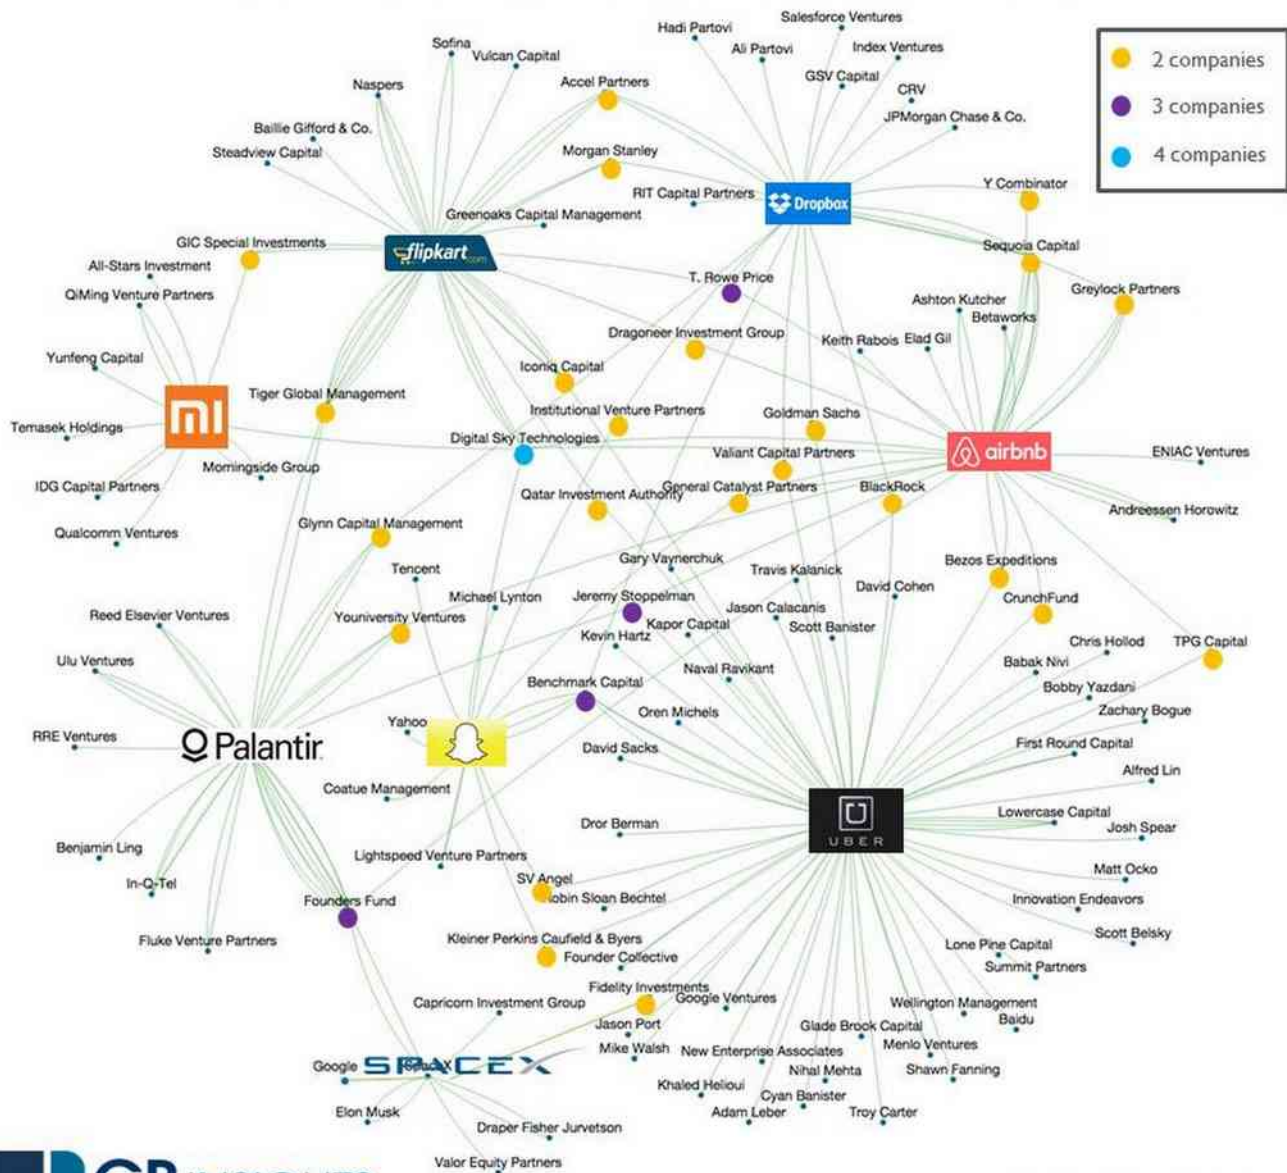 Salesforce Ventures
Hadi Partovi
Sofina
Ali Partovi
Index Ventures
Vulcan Capital
GSV Capital
Accel Partners
Naspers
CRV
JPMorgan Chase & Co.
Baillie Gifford & Co.
Steadview Capital
Morgan Stanley
2 companies
3 companies
4 companies
RIT Capital Partners
Dropbox
Y Combinator
Greenoaks Capital Management
GIC Special Investments
flipkart.com
Sequoia Capital
All-Stars Investment
T. Rowe Price
Greylock Partners
QiMing Venture Partners
Ashton Kutcher
Betaworks
Dragoneer Investment Group
Keith Rabois
Elad Gil
Yunfeng Capital
Iconiq Capital
Tiger Global Management
mi
Institutional Venture Partners
Goldman Sachs
Temasek Holdings
Digital Sky Technologies
Valiant Capital Partners
airbnb
ENIAC Ventures
Morningside Group
IDG Capital Partners
Qatar Investment Authority
General Catalyst Partners
BlackRock
Andreessen Horowitz
Qualcomm Ventures
Glynn Capital Management
Gary Vaynerchuk
Travis Kalanick
Bezos Expeditions
Tencent
David Cohen
Michael Lynton
Jeremy Stoppelman
CrunchFund
Reed Elsevier Ventures
Youniversity Ventures
Jason Calacanis
Kapor Capital
Scott Banister
Kevin Hartz
Chris Hollod
TPG Capital
Ulu Ventures
Naval Ravikant
Babak Nivi
Benchmark Capital
Bobby Yazdani
Oren Michels
Zachary Bogue
Yahoo
RRE Ventures
Palantir
David Sacks
First Round Capital
Alfred Lin
Coatue Management
Lowercase Capital
UBER
Dror Berman
Josh Spear
Benjamin Ling
Lightspeed Venture Partners
Matt Ocko
In-Q-Tel
SV Angel
Founders Fund
Robin Sloan Bechtel
Innovation Endeavors
Fluke Venture Partners
Kleiner Perkins Caufield & Byers
Scott Belsky
Founder Collective
Lone Pine Capital
Summit Partners
Fidelity Investments
Capricorn Investment Group
Google Ventures
Wellington Management
Jason Port
Glade Brook Capital
Baidu
Mike Walsh
New Enterprise Associates
Menlo Ventures
Google
SPACEX
SpaceX
Nihal Mehta
Shawn Fanning
Khaled Helioui
Cyan Banister
Elon Musk
Adam Leber
Troy Carter
Draper Fisher Jurvetson
Valor Equity Partners